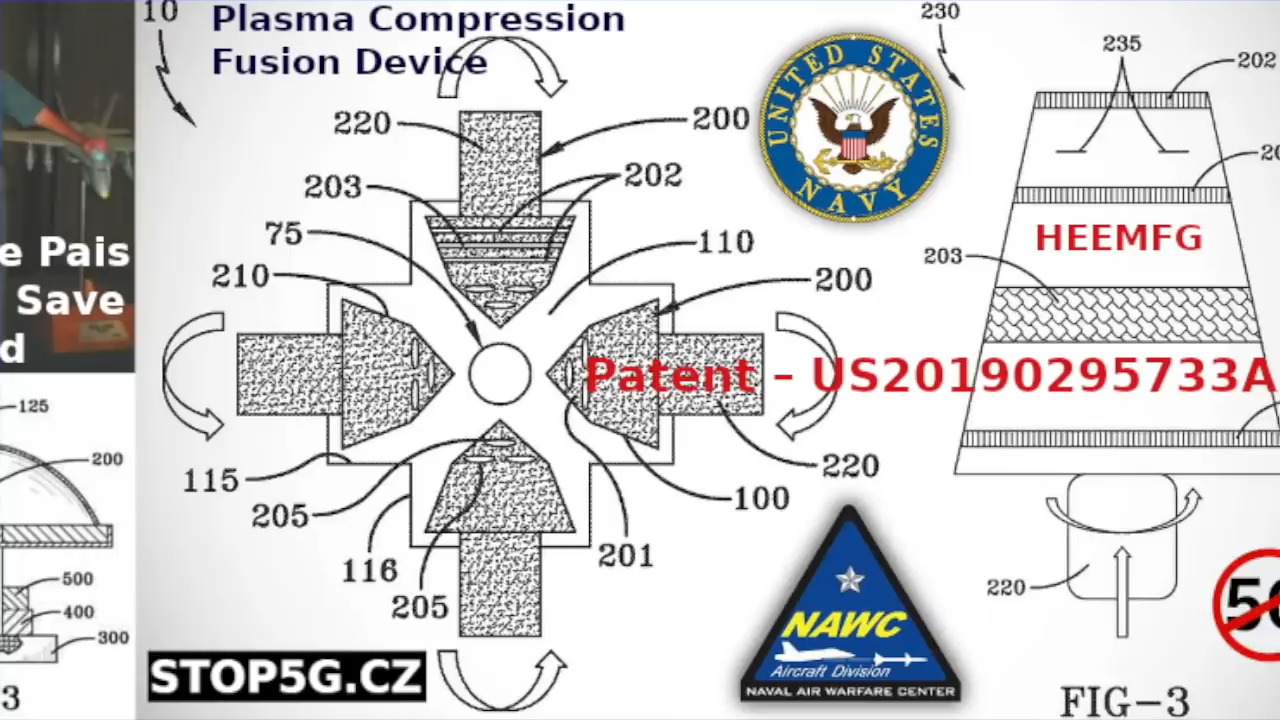 10
Plasma Compression
Fusion Device
230
235
202
220
200
UNITED STATES
NAVY
203
202
20
75
110
HEEMFG
e Pais
210
200
203
Save
d
Patent – US20190295733A
125
200
115
220
205
100
116
201
500
205
220
5G
400
NAWC
300
Aircraft Division
STOP5G.CZ
NAVAL AIR WARFARE CENTER
3
FIG-3